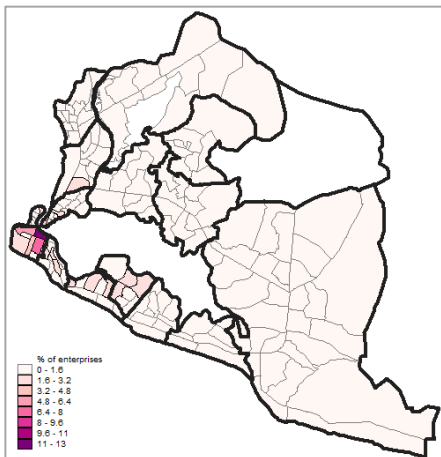 % of enterprises
0 - 1.6
1.6 - 3.2
3.2 - 4.8
4.8 - 6.4
6.4 - 8
8 - 9.6
9.6 - 11
11 - 13